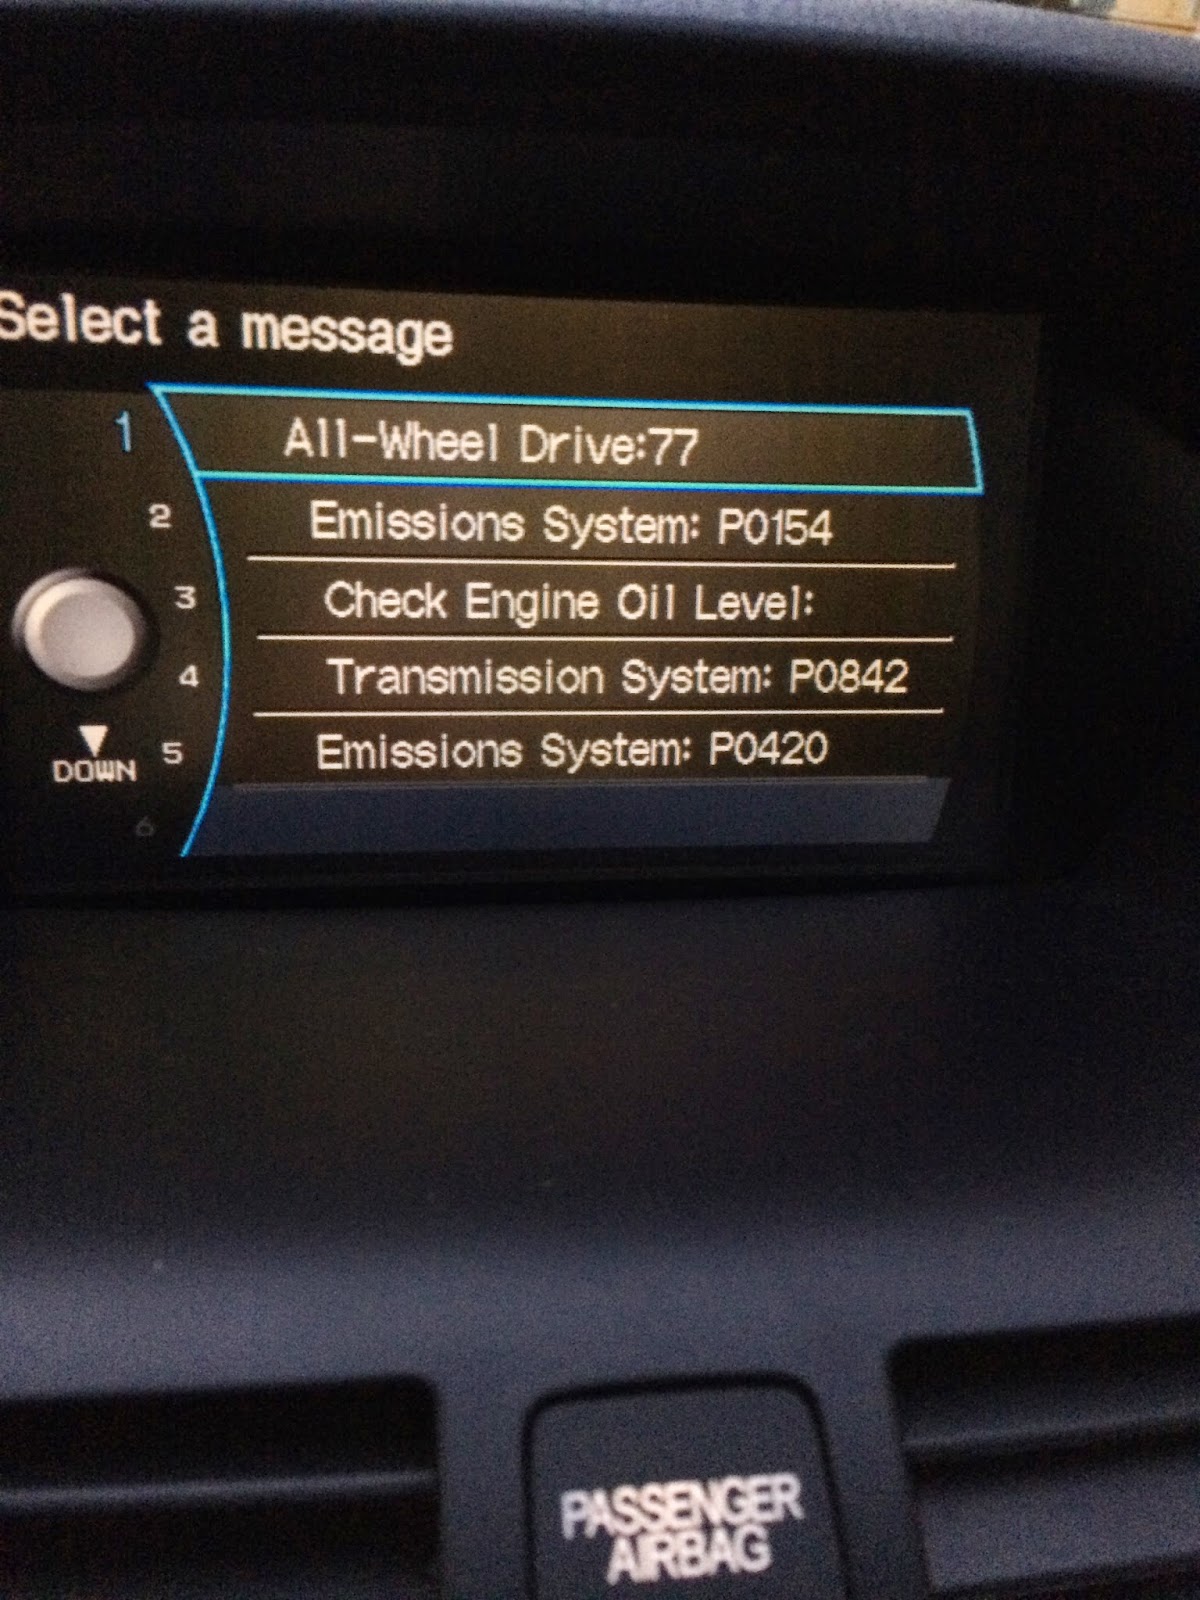 Select a message
1 All-Wheel Drive:77
2 Emissions System: P0154
3 Check Engine Oil Level:
4 Transmission System: P0842
▼
DOWN
5 Emissions System: P0420
6
PASSENGER
AIRBAG